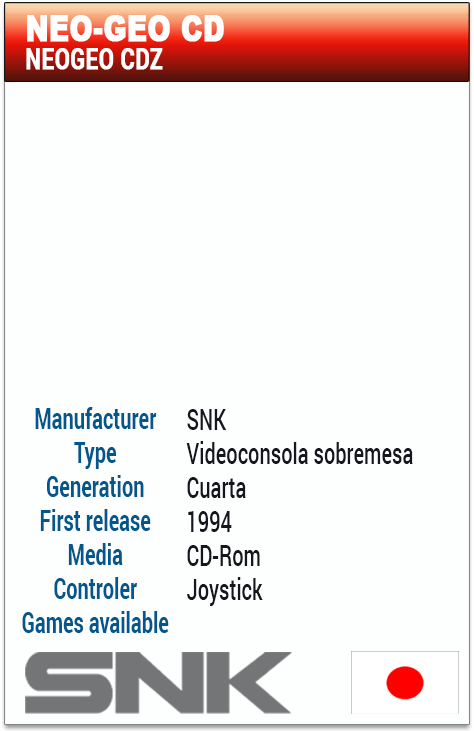 NEO-GEO CD
NEOGEO CDZ
Manufacturer SNK
Type Videoconsola sobremesa
Generation Cuarta
First release 1994
Media CD-Rom
Controler Joystick
Games available
SNK